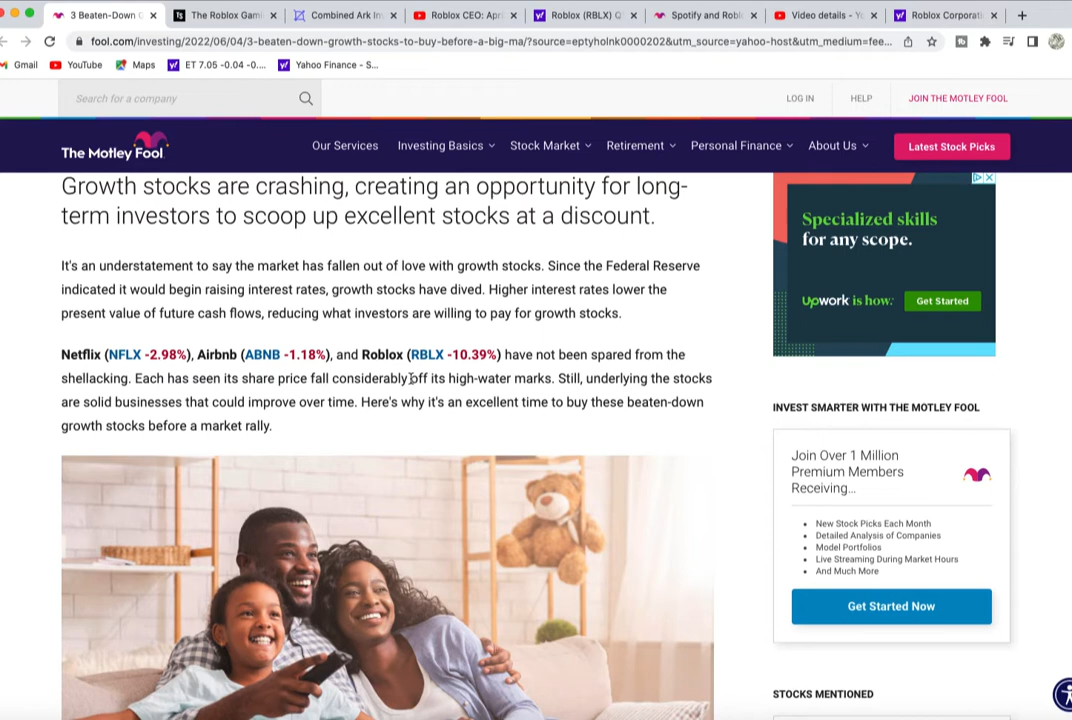 3 Beaten-Down G
The Roblox Gami
Combined Ark In
Roblox CEO: Apr
Roblox (RBLX) Q
Spotify and Robl
Video details - Yo
Roblox Corporati
fool.com/investing/2022/06/04/3-beaten-down-growth-stocks-to-buy-before-a-big-ma/?source=eptyholnk0000202&utm_source=yahoo-host&utm_medium=fee...
Gmail
YouTube
Maps
ET 7.05 -0.04 -0....
Yahoo Finance - S...
Search for a company
LOG IN
HELP
JOIN THE MOTLEY FOOL
The Motley Fool
Our Services
Investing Basics
Stock Market
Retirement
Personal Finance
About Us
Latest Stock Picks
Growth stocks are crashing, creating an opportunity for long-
term investors to scoop up excellent stocks at a discount.
It's an understatement to say the market has fallen out of love with growth stocks. Since the Federal Reserve
indicated it would begin raising interest rates, growth stocks have dived. Higher interest rates lower the
present value of future cash flows, reducing what investors are willing to pay for growth stocks.
Netflix (NFLX -2.98%), Airbnb (ABNB -1.18%), and Roblox (RBLX -10.39%) have not been spared from the
shellacking. Each has seen its share price fall considerably off its high-water marks. Still, underlying the stocks
are solid businesses that could improve over time. Here's why it's an excellent time to buy these beaten-down
growth stocks before a market rally.
Specialized skills
for any scope.
Upwork is how:
Get Started
INVEST SMARTER WITH THE MOTLEY FOOL
Join Over 1 Million
Premium Members
Receiving...
New Stock Picks Each Month
Detailed Analysis of Companies
Model Portfolios
Live Streaming During Market Hours
And Much More
Get Started Now
STOCKS MENTIONED